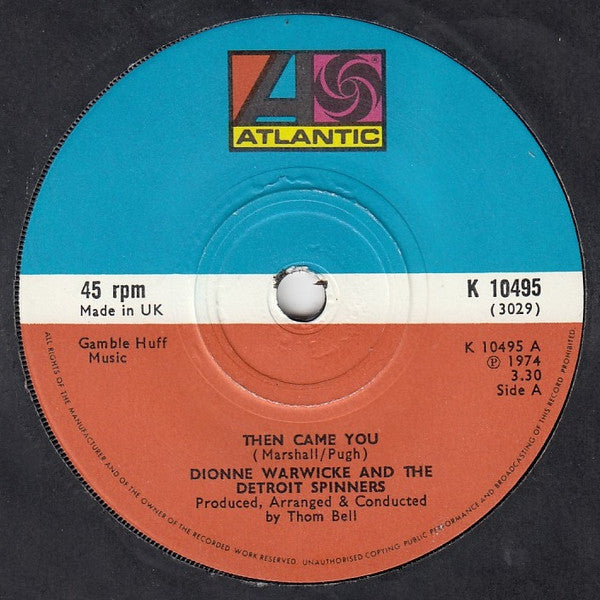 ATLANTIC
®
45 rpm
Made in UK
K 10495
(3029)
Gamble Huff
Music
K 10495 A
Ⓟ 1974
3.30
Side A
THEN CAME YOU
(Marshall/Pugh)
DIONNE WARWICKE AND THE
DETROIT SPINNERS
Produced, Arranged & Conducted
by Thom Bell
ALL RIGHTS OF THE MANUFACTURER AND OF THE OWNER OF THE RECORDED WORK RESERVED. UNAUTHORISED COPYING PUBLIC PERFORMANCE AND BROADCASTING OF THIS RECORD PROHIBITED.